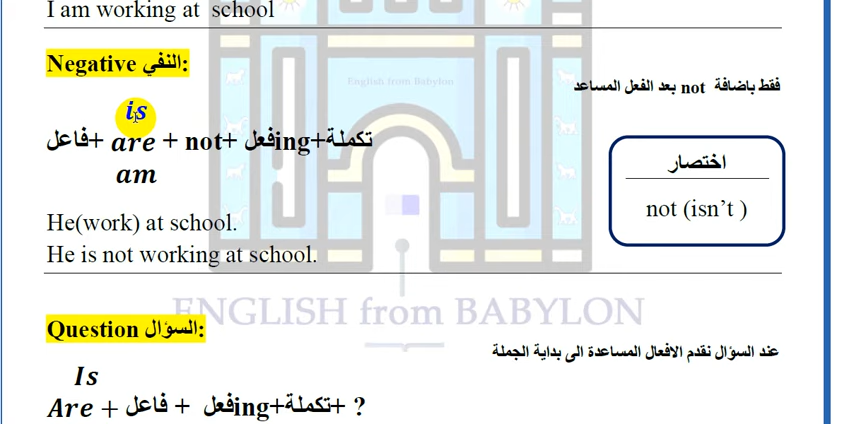 I am working at school
English from Babylon
Negative النفي:
فقط باضافة not بعد الفعل المساعد
is
فاعل+ are + not+ فعلing+تكملة
am
اختصار
not (isn't )
He(work) at school.
He is not working at school.
ENGLISH from BABYLON
Question السؤال:
عند السؤال نقدم الافعال المساعدة الى بداية الجملة
Is
Are + فاعل + فعلing+تكملة+ ?